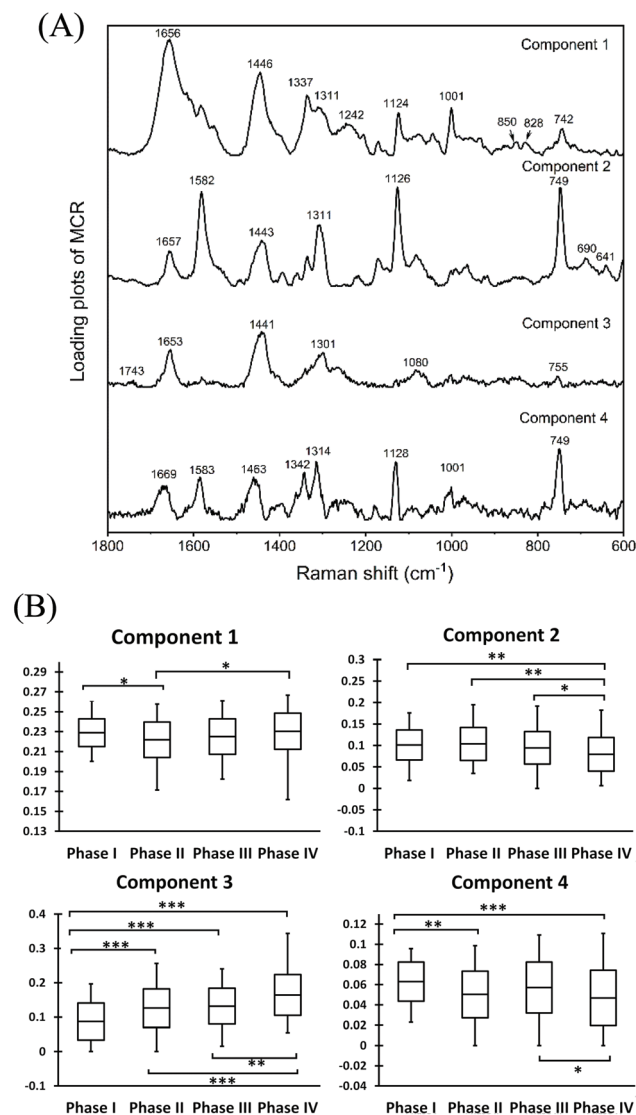 (A)
Component 1
1656 1446 1337 1311 1242 1124 1001 850 828 742
Component 2
1657 1582 1443 1311 1126 749 690 641
Component 3
1743 1653 1441 1301 1080 755
Component 4
1669 1583 1463 1342 1314 1128 1001 749
Loading plots of MCR
1800 1600 1400 1200 1000 800 600
Raman shift (cm-1)
(B)
Component 1
* *
0.29
0.27
0.25
0.23
0.21
0.19
0.17
0.15
0.13
Phase I Phase II Phase III Phase IV
Component 2
**
**
*
0.3
0.25
0.2
0.15
0.1
0.05
0
-0.05
-0.1
Phase I Phase II Phase III Phase IV
Component 3
***
***
***
**
***
0.4
0.3
0.2
0.1
0
-0.1
Phase I Phase II Phase III Phase IV
Component 4
***
**
*
0.12
0.1
0.08
0.06
0.04
0.02
0
-0.02
-0.04
Phase I Phase II Phase III Phase IV